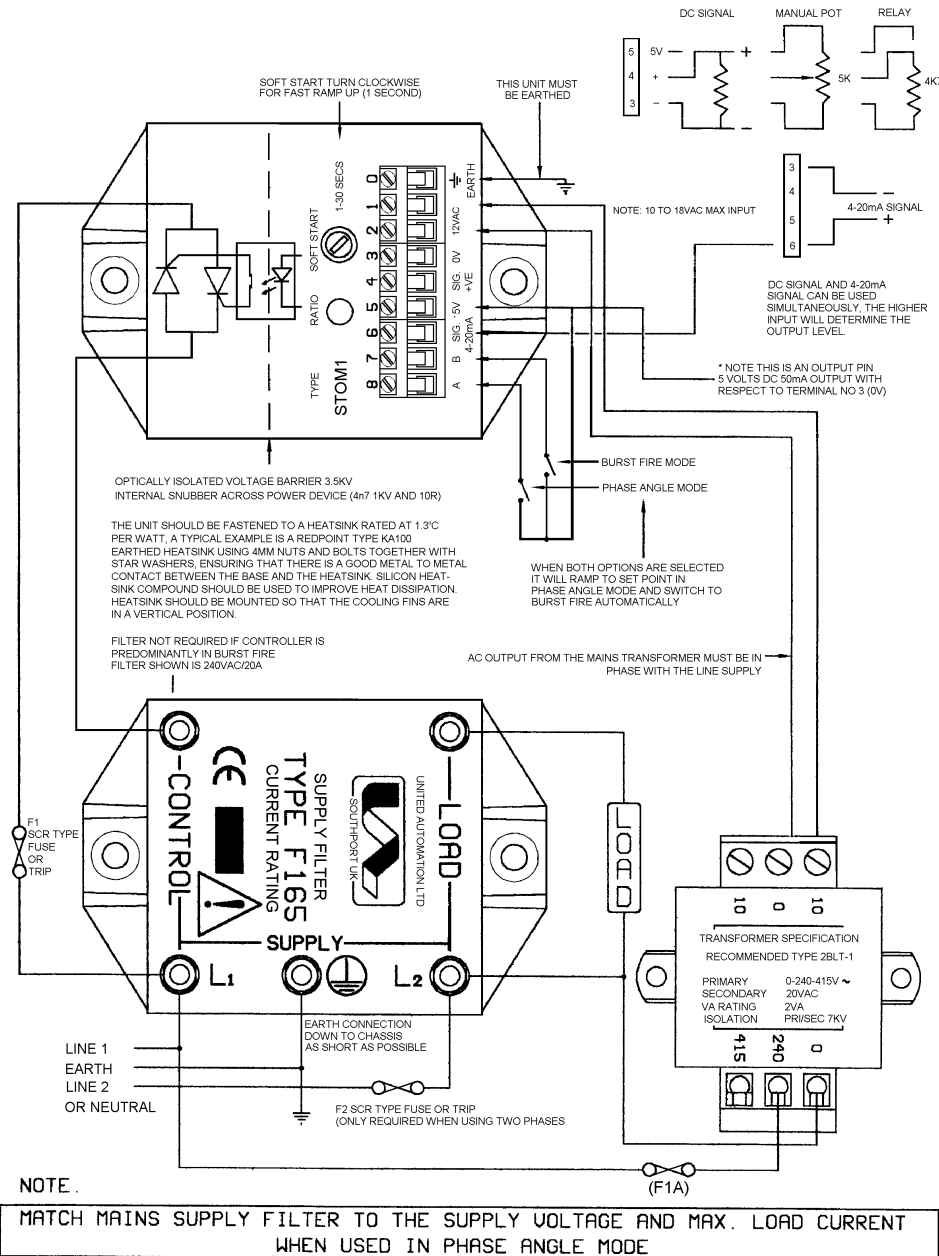 DC SIGNAL
MANUAL POT
RELAY
5
4
3
5V
+
−
+
−
5K
4K7
SOFT START TURN CLOCKWISE
FOR FAST RAMP UP (1 SECOND)
THIS UNIT MUST
BE EARTHED
3
4
5
6
−
4-20mA SIGNAL
+
NOTE: 10 TO 18VAC MAX INPUT
DC SIGNAL AND 4-20mA
SIGNAL CAN BE USED
SIMULTANEOUSLY, THE HIGHER
INPUT WILL DETERMINE THE
OUTPUT LEVEL.
1-30 SECS
SOFT START
RATIO
TYPE
STOM1
0
1
2
3
4
5
6
7
8
EARTH
12VAC
0V
SIG. +VE
-5V
SIG. 4-20mA
B
A
* NOTE THIS IS AN OUTPUT PIN
5 VOLTS DC 50mA OUTPUT WITH
RESPECT TO TERMINAL NO 3 (0V)
BURST FIRE MODE
PHASE ANGLE MODE
OPTICALLY ISOLATED VOLTAGE BARRIER 3.5KV
INTERNAL SNUBBER ACROSS POWER DEVICE (4n7 1KV AND 10R)
THE UNIT SHOULD BE FASTENED TO A HEATSINK RATED AT 1.3°C
PER WATT, A TYPICAL EXAMPLE IS A REDPOINT TYPE KA100
EARTHED HEATSINK USING 4MM NUTS AND BOLTS TOGETHER WITH
STAR WASHERS, ENSURING THAT THERE IS A GOOD METAL TO METAL
CONTACT BETWEEN THE BASE AND THE HEATSINK. SILICON HEAT-
SINK COMPOUND SHOULD BE USED TO IMPROVE HEAT DISSIPATION.
HEATSINK SHOULD BE MOUNTED SO THAT THE COOLING FINS ARE
IN A VERTICAL POSITION.
WHEN BOTH OPTIONS ARE SELECTED
IT WILL RAMP TO SET POINT IN
PHASE ANGLE MODE AND SWITCH TO
BURST FIRE AUTOMATICALLY
FILTER NOT REQUIRED IF CONTROLLER IS
PREDOMINANTLY IN BURST FIRE
FILTER SHOWN IS 240VAC/20A
AC OUTPUT FROM THE MAINS TRANSFORMER MUST BE IN
PHASE WITH THE LINE SUPPLY
CONTROL
CE
SUPPLY FILTER
TYPE F165
CURRENT RATING
UNITED AUTOMATION LTD
SOUTHPORT UK
LOAD
!
SUPPLY
L1
L2
F1
SCR TYPE
FUSE
OR
TRIP
LOAD
10
0
10
TRANSFORMER SPECIFICATION
RECOMMENDED TYPE 2BLT-1
PRIMARY 0-240-415V ~
SECONDARY 20VAC
VA RATING 2VA
ISOLATION PRI/SEC 7KV
415
240
0
EARTH CONNECTION
DOWN TO CHASSIS
AS SHORT AS POSSIBLE
LINE 1
EARTH
LINE 2
OR NEUTRAL
F2 SCR TYPE FUSE OR TRIP
(ONLY REQUIRED WHEN USING TWO PHASES
(F1A)
NOTE.
MATCH MAINS SUPPLY FILTER TO THE SUPPLY VOLTAGE AND MAX. LOAD CURRENT
WHEN USED IN PHASE ANGLE MODE